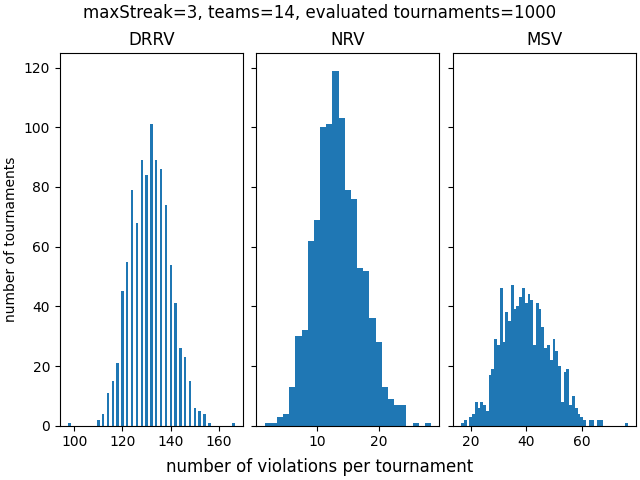 maxStreak=3, teams=14, evaluated tournaments=1000
DRRV NRV MSV
number of tournaments
120
100
80
60
40
20
0
100 120 140 160 10 20 20 40 60
number of violations per tournament